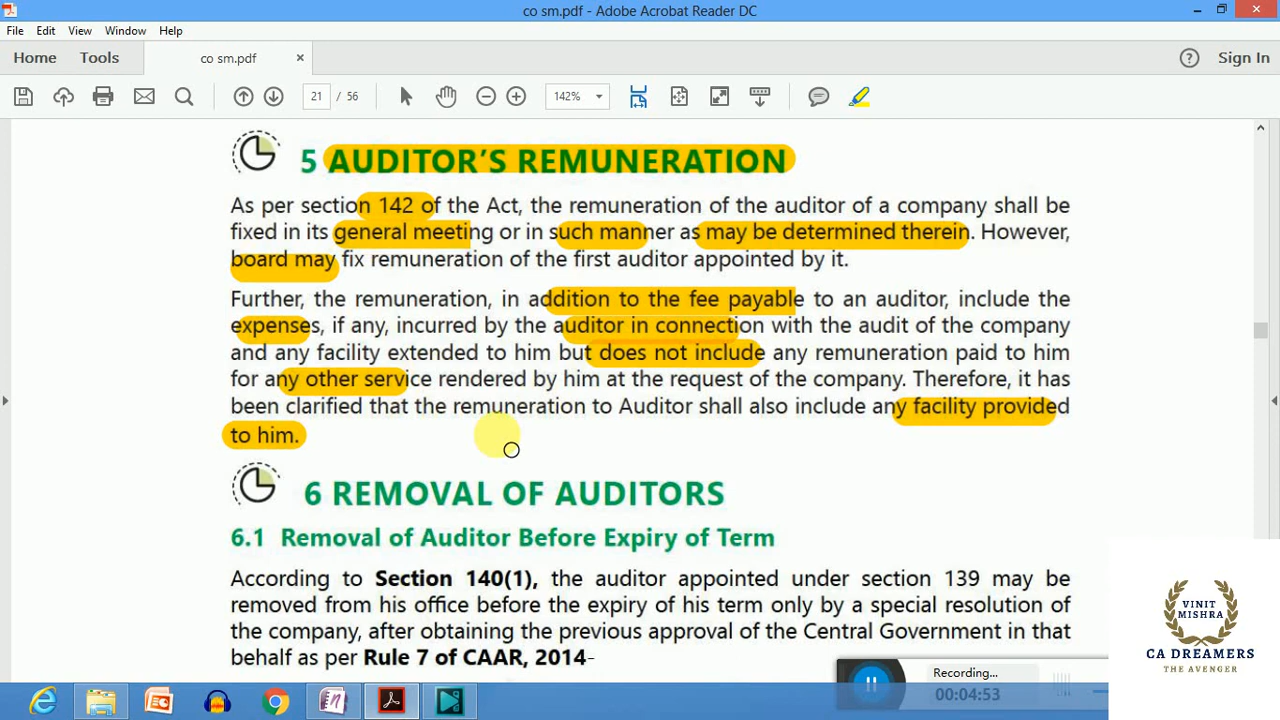 co sm.pdf - Adobe Acrobat Reader DC
File Edit View Window Help
Home Tools co sm.pdf × ? Sign In
21 / 56 142%
5 AUDITOR'S REMUNERATION
As per section 142 of the Act, the remuneration of the auditor of a company shall be
fixed in its general meeting or in such manner as may be determined therein. However,
board may fix remuneration of the first auditor appointed by it.
Further, the remuneration, in addition to the fee payable to an auditor, include the
expenses, if any, incurred by the auditor in connection with the audit of the company
and any facility extended to him but does not include any remuneration paid to him
for any other service rendered by him at the request of the company. Therefore, it has
been clarified that the remuneration to Auditor shall also include any facility provided
to him.
6 REMOVAL OF AUDITORS
6.1 Removal of Auditor Before Expiry of Term
According to Section 140(1), the auditor appointed under section 139 may be
removed from his office before the expiry of his term only by a special resolution of
the company, after obtaining the previous approval of the Central Government in that
behalf as per Rule 7 of CAAR, 2014-
Recording...
00:04:53
VINIT
MISHRA
CA DREAMERS
THE AVENGER